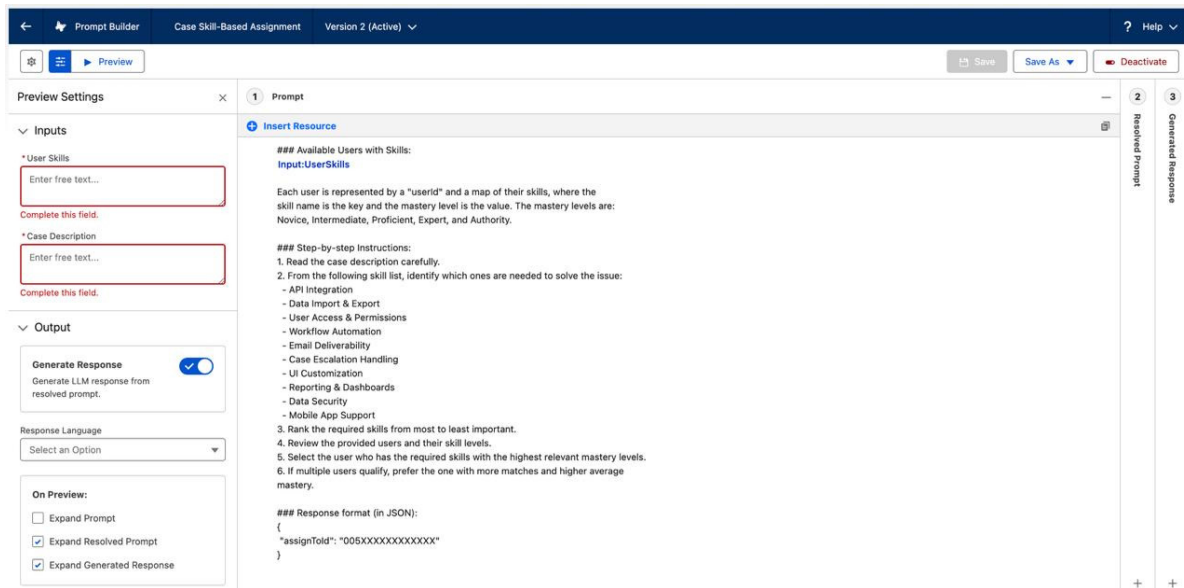 Prompt Builder
Case Skill-Based Assignment
Version 2 (Active)
? Help
Preview
Save
Save As
Deactivate
Preview Settings
Inputs
* User Skills
Enter free text...
Complete this field.
* Case Description
Enter free text...
Complete this field.
Output
Generate Response
Generate LLM response from
resolved prompt.
Response Language
Select an Option
On Preview:
Expand Prompt
Expand Resolved Prompt
Expand Generated Response
1 Prompt
Insert Resource
### Available Users with Skills:
Input:UserSkills
Each user is represented by a "userId" and a map of their skills, where the
skill name is the key and the mastery level is the value. The mastery levels are:
Novice, Intermediate, Proficient, Expert, and Authority.
### Step-by-step Instructions:
1. Read the case description carefully.
2. From the following skill list, identify which ones are needed to solve the issue:
- API Integration
- Data Import & Export
- User Access & Permissions
- Workflow Automation
- Email Deliverability
- Case Escalation Handling
- UI Customization
- Reporting & Dashboards
- Data Security
- Mobile App Support
3. Rank the required skills from most to least important.
4. Review the provided users and their skill levels.
5. Select the user who has the required skills with the highest relevant mastery levels.
6. If multiple users qualify, prefer the one with more matches and higher average
mastery.
### Response format (in JSON):
{
"assignToId": "005XXXXXXXXXXXX"
}
2 Resolved Prompt
3 Generated Response